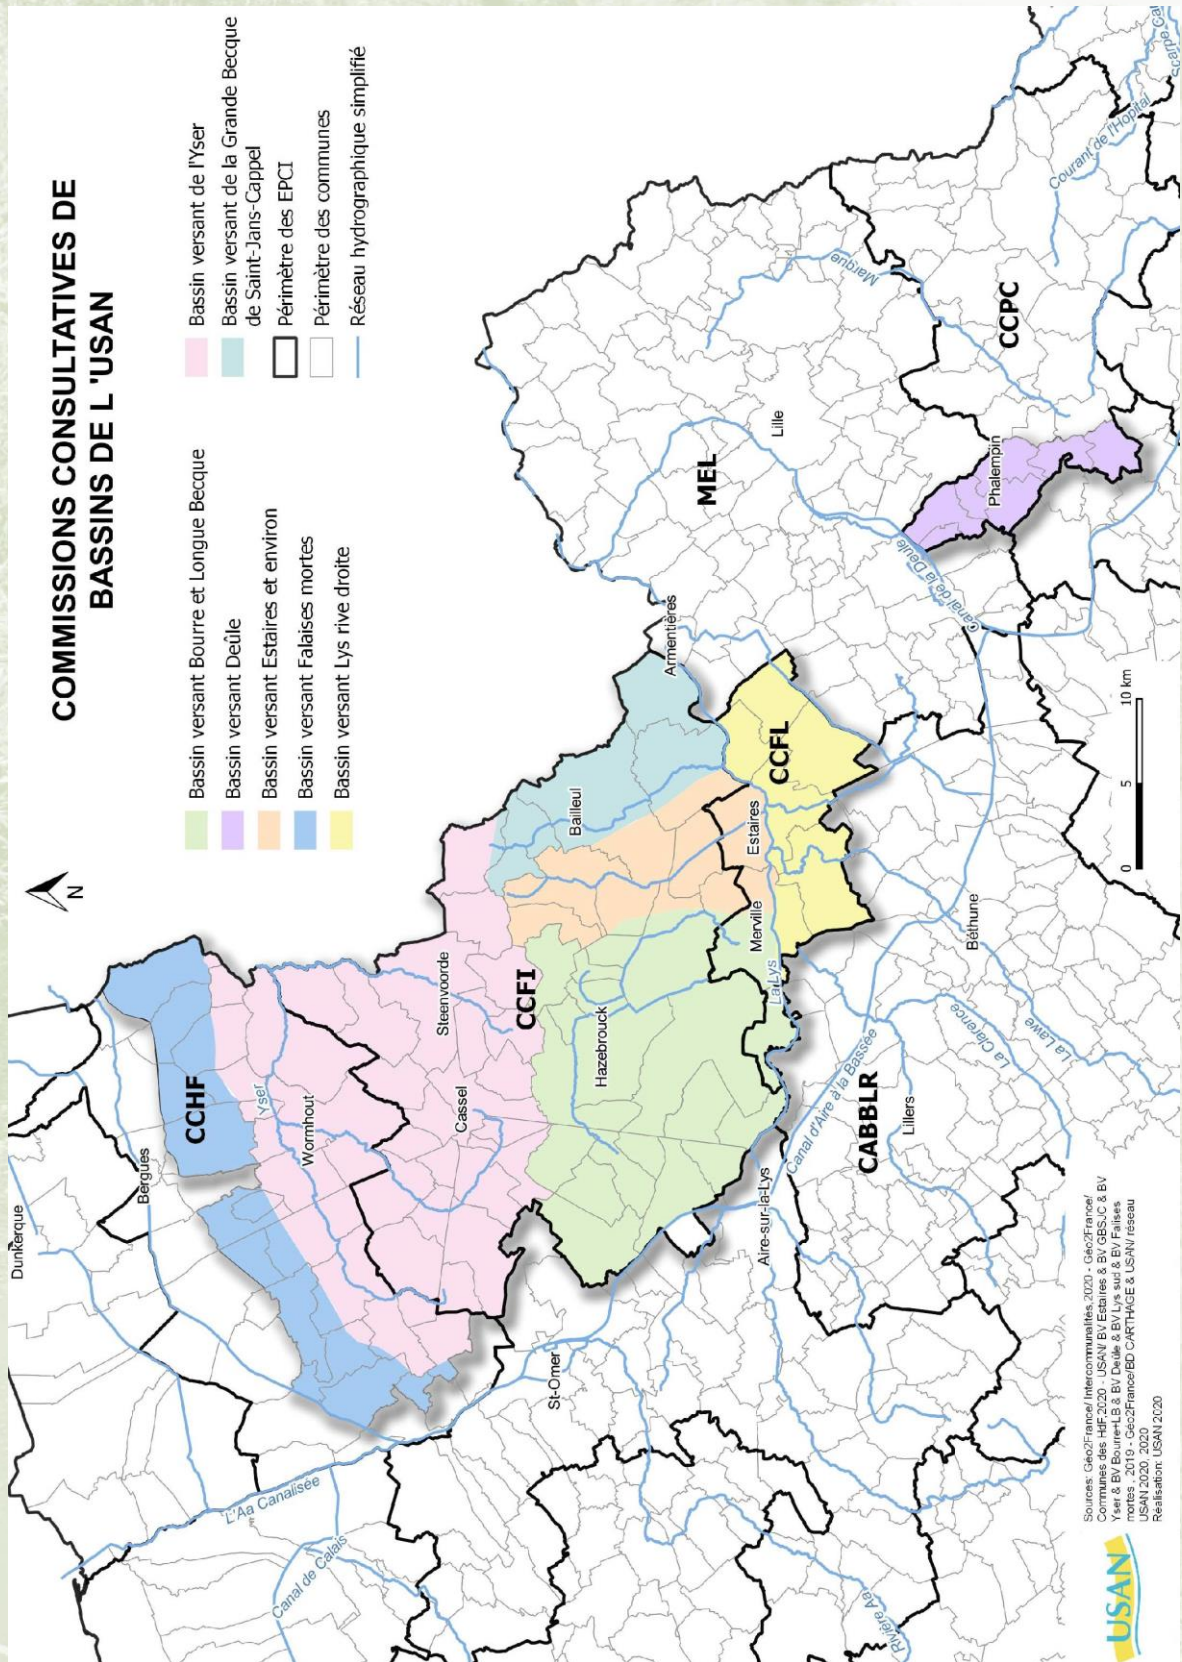 COMMISSIONS CONSULTATIVES DE
BASSINS DE L 'USAN
Bassin versant Bourre et Longue Becque
Bassin versant Deûle
Bassin versant Estaires et environ
Bassin versant Falaises mortes
Bassin versant Lys rive droite
Bassin versant de l'Yser
Bassin versant de la Grande Becque
de Saint-Jans-Cappel
Périmètre des EPCI
Périmètre des communes
Réseau hydrographique simplifié
N
Dunkerque
Bergues
CCHF
Yser
Wormhout
Steenvoorde
Cassel
CCFI
Hazebrouck
Bailleul
Armentières
Estaires
Merville
La Lys
CCFL
MEL
Lille
Marque
CCPC
Courant de l'Hopital
Phalempin
Canal de la Deule
L'Aa Canalisée
Canal de Calais
St-Omer
Aire-sur-la-Lys
Canal d'Aire à la Bassée
CABBLR
Lillers
La Clarence
La Lawe
Béthune
Rivière Aa
0 5 10 km
USAN
Sources: Géo2France/ Intercommunalités, 2020 - Géo2France/
Communes des HdF,2020 - USAN/ BV Estaires & BV GBSJC & BV
Yser & BV Bourre+LB & BV Deûle & BV Lys sud & BV Falises
mortes , 2019 - Géo2France/BD CARTHAGE & USAN/ réseau
USAN 2020, 2020
Réalisation: USAN 2020